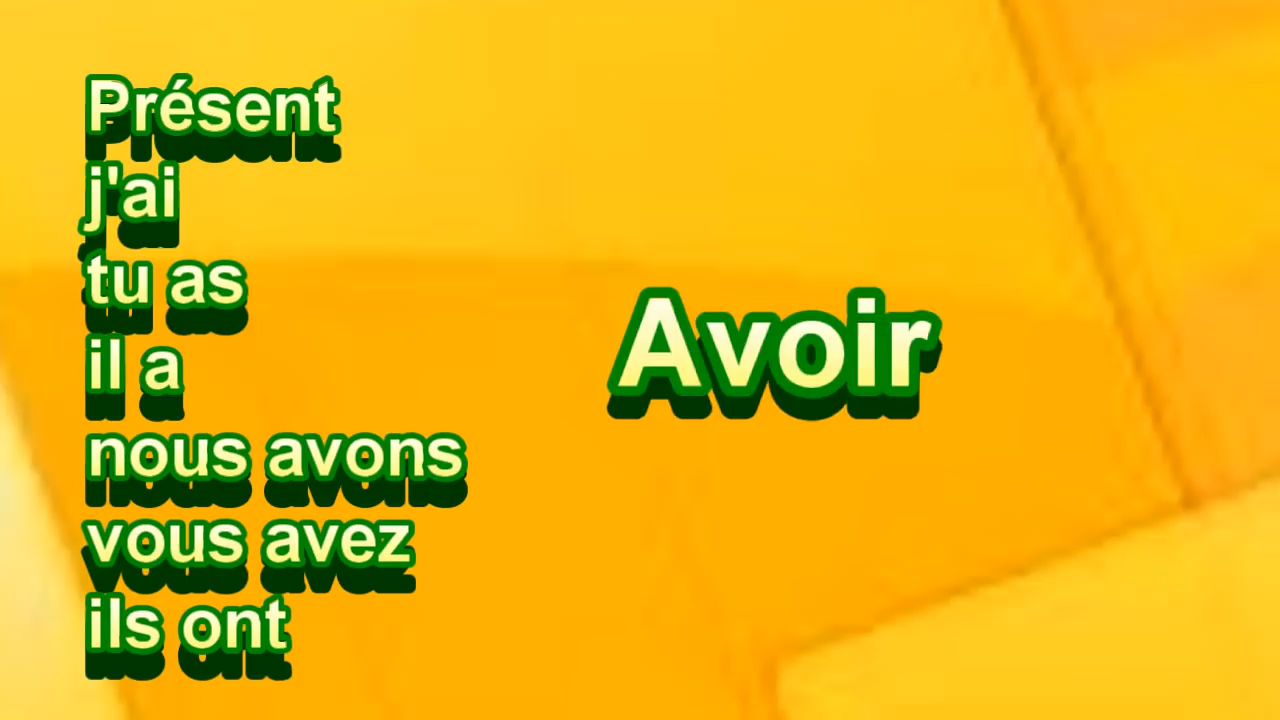 Présent
j'ai
tu as
il a
nous avons
vous avez
ils ont
Avoir